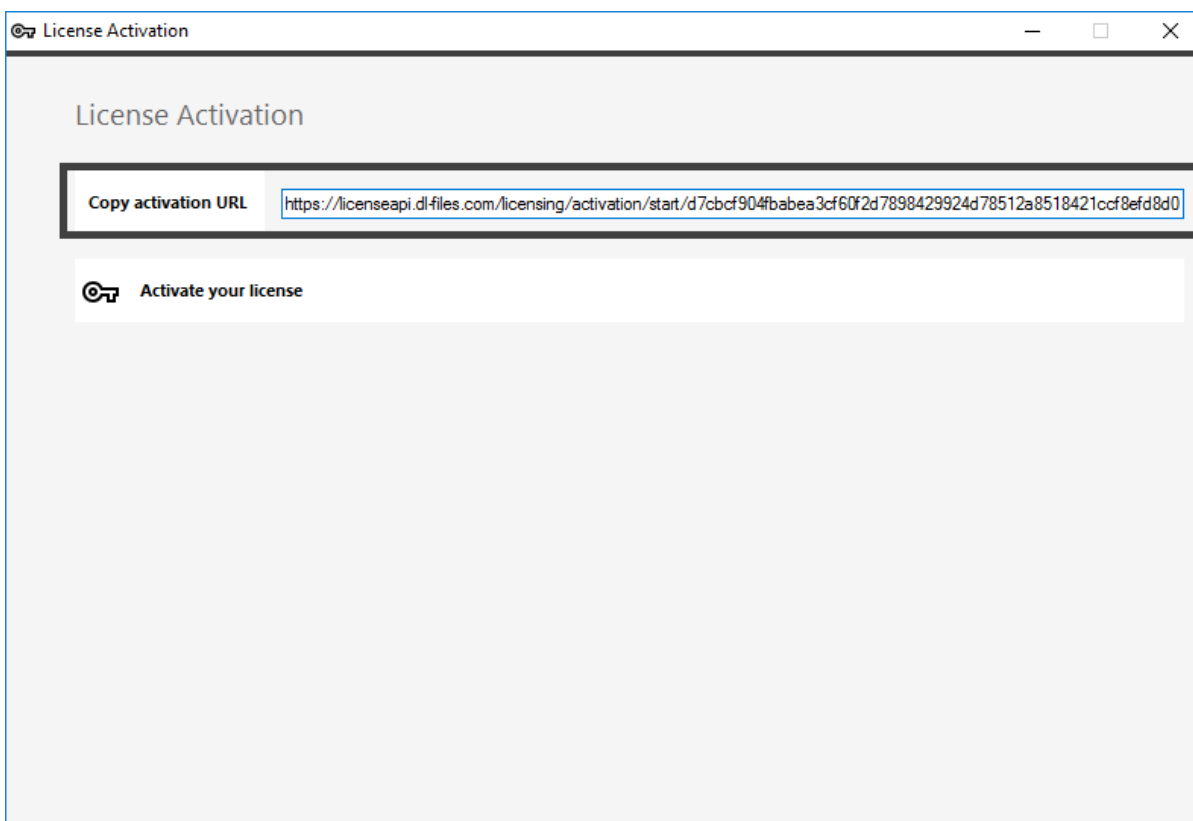 License Activation
License Activation
Copy activation URL https://licenseapi.dl-files.com/licensing/activation/start/d7cbcf904fbabea3cf60f2d7898429924d78512a8518421ccf8efd8d0
Activate your license